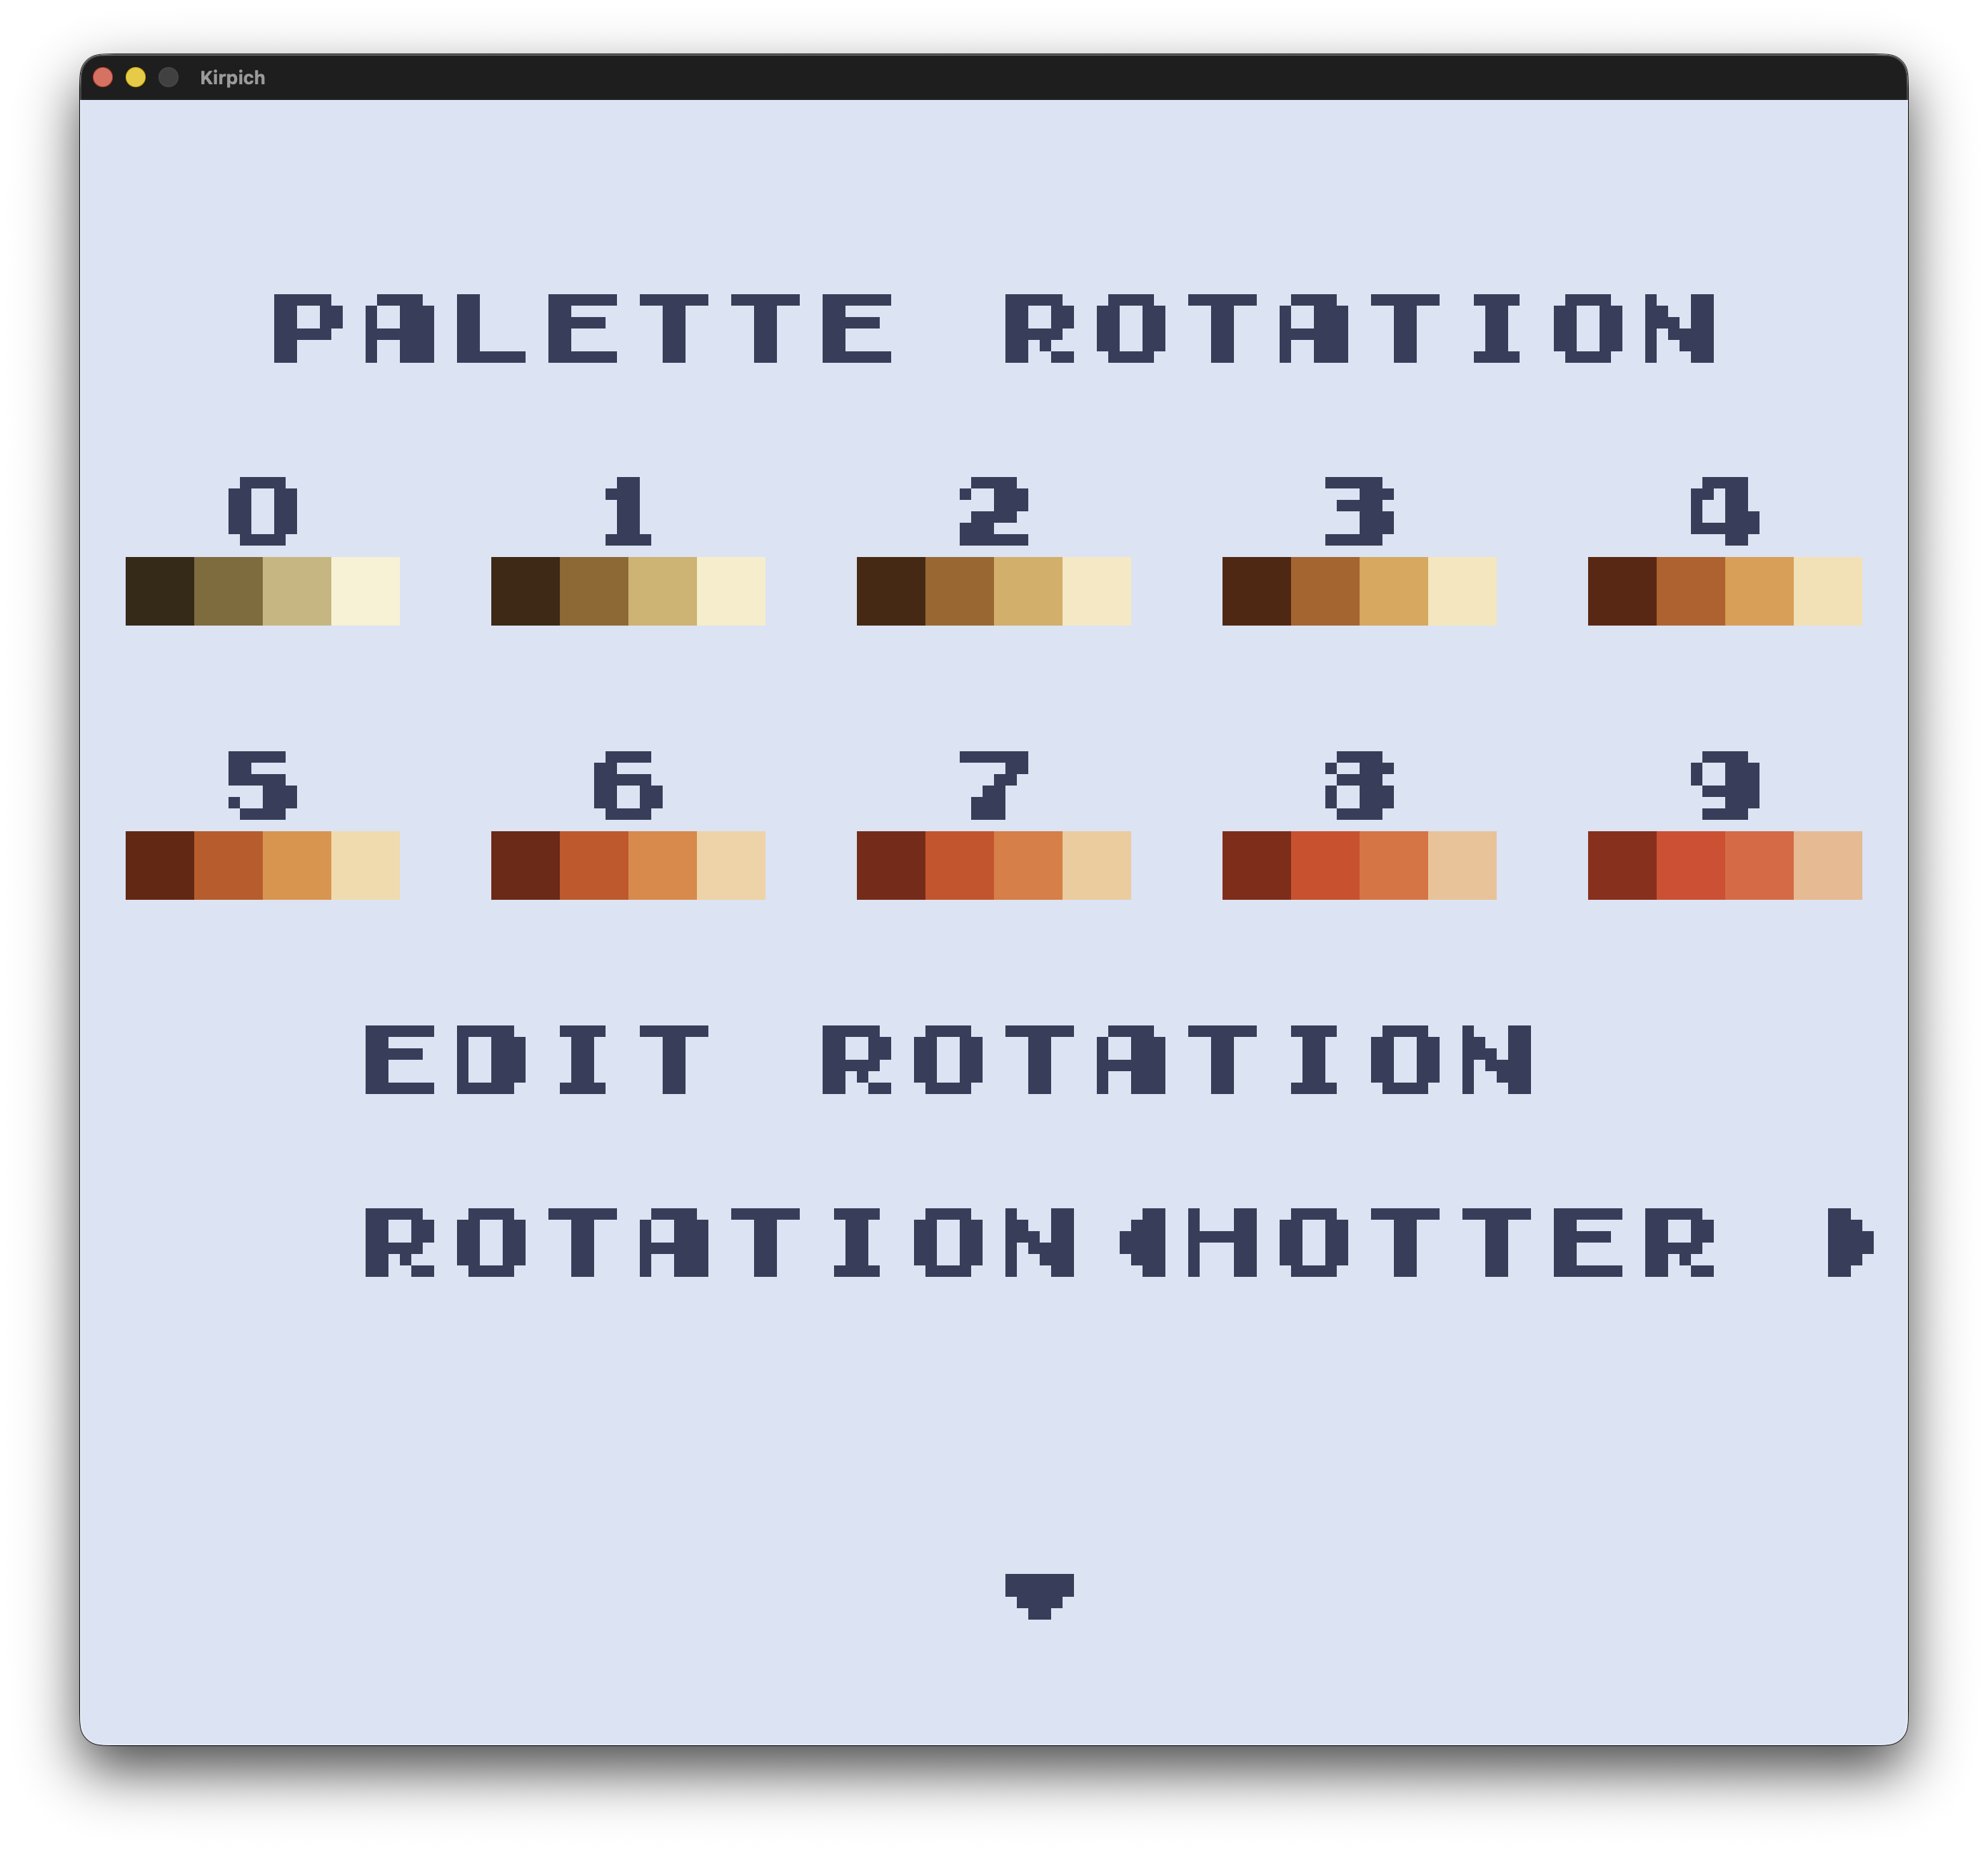 Kirpich
PALETTE ROTATION
0 1 2 3 4
5 6 7 8 9
EDIT ROTATION
ROTATION HOTTER